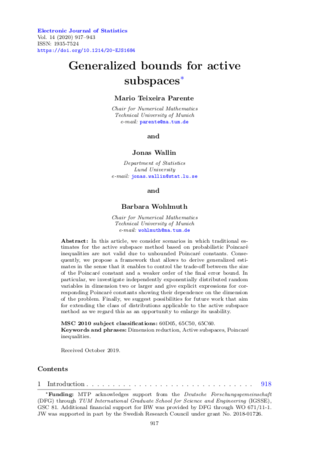 Electronic Journal of Statistics
Vol. 14 (2020) 917–943
ISSN: 1935-7524
https://doi.org/10.1214/20-EJS1684
Generalized bounds for active
subspaces*
Mario Teixeira Parente
Chair for Numerical Mathematics
Technical University of Munich
e-mail: parente@ma.tum.de
and
Jonas Wallin
Department of Statistics
Lund University
e-mail: jonas.wallin@stat.lu.se
and
Barbara Wohlmuth
Chair for Numerical Mathematics
Technical University of Munich
e-mail: wohlmuth@ma.tum.de
Abstract: In this article, we consider scenarios in which traditional es-
timates for the active subspace method based on probabilistic Poincaré
inequalities are not valid due to unbounded Poincaré constants. Conse-
quently, we propose a framework that allows to derive generalized esti-
mates in the sense that it enables to control the trade-off between the size
of the Poincaré constant and a weaker order of the final error bound. In
particular, we investigate independently exponentially distributed random
variables in dimension two or larger and give explicit expressions for cor-
responding Poincaré constants showing their dependence on the dimension
of the problem. Finally, we suggest possibilities for future work that aim
for extending the class of distributions applicable to the active subspace
method as we regard this as an opportunity to enlarge its usability.
MSC 2010 subject classifications: 60D05, 65C50, 65C60.
Keywords and phrases: Dimension reduction, Active subspaces, Poincaré
inequalities.
Received October 2019.
Contents
1 Introduction . . . . . . . . . . . . . . . . . . . . . . . . . . . . . . . 918
*Funding: MTP acknowledges support from the Deutsche Forschungsgemeinschaft
(DFG) through TUM International Graduate School for Science and Engineering (IGSSE),
GSC 81. Additional financial support for BW was provided by DFG through WO 671/11-1.
JW was supported in part by the Swedish Research Council under grant No. 2018-01726.
917